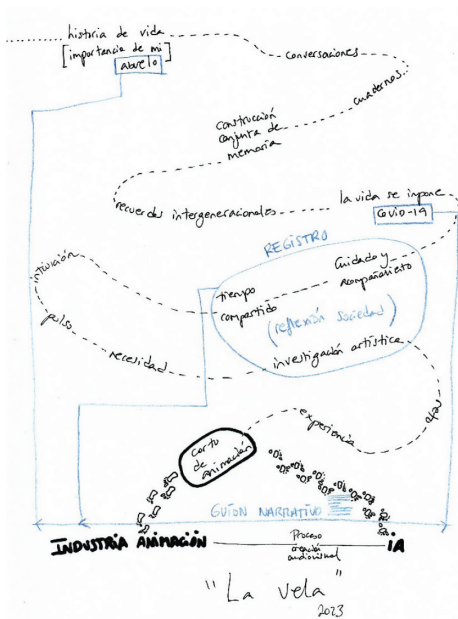 historia de vida
[importancia de mi]
abuelo
conversaciones
cuadernos...
construcción
conjunta de
memoria
recuerdos intergeneracionales
la vida se impone
COVID-19
REGISTRO
intuición
Cuidado y
acompañamiento
tiempo
compartido
(reflexión sociedad)
pulso
necesidad
investigación artística
reto
experiencia
corto
de
animación
GUIÓN NARRATIVO
INDUSTRIA ANIMACIÓN
Proceso
creación
audiovisual
IA
"La vela"
2023